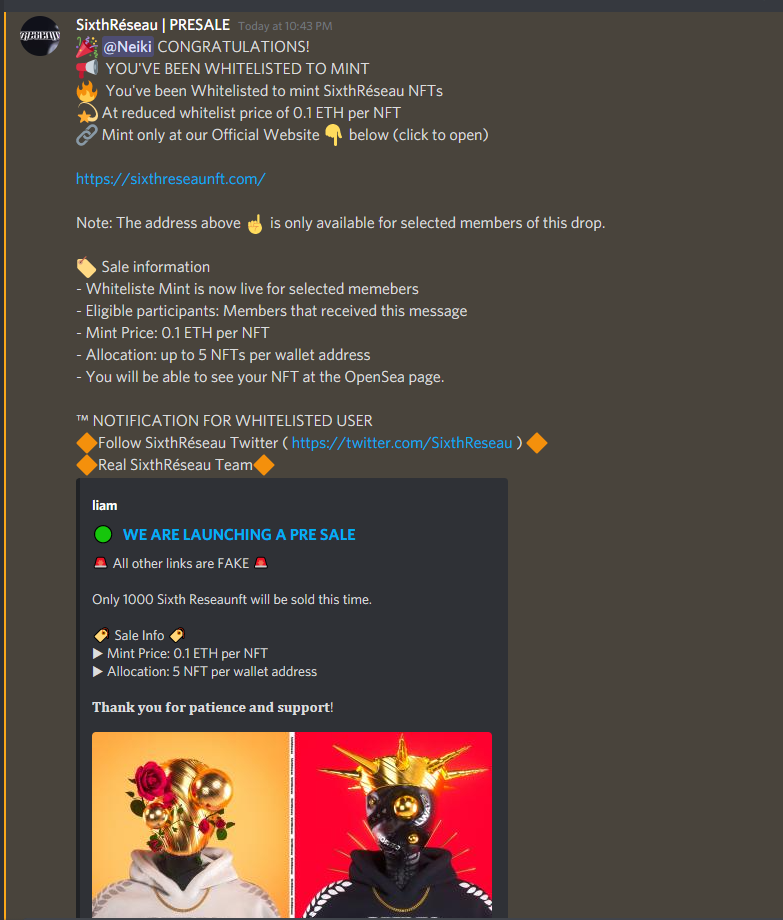 SixthRéseau | PRESALE Today at 10:43 PM
🎉 @Neiki CONGRATULATIONS!
📢 YOU'VE BEEN WHITELISTED TO MINT
🔥 You've been Whitelisted to mint SixthRéseau NFTs
💫 At reduced whitelist price of 0.1 ETH per NFT
🔗 Mint only at our Official Website 👇 below (click to open)
https://sixthreseaunft.com/
Note: The address above ☝️ is only available for selected members of this drop.
🏷️ Sale information
- Whiteliste Mint is now live for selected memebers
- Eligible participants: Members that received this message
- Mint Price: 0.1 ETH per NFT
- Allocation: up to 5 NFTs per wallet address
- You will be able to see your NFT at the OpenSea page.
™ NOTIFICATION FOR WHITELISTED USER
🔶Follow SixthRéseau Twitter ( https://twitter.com/SixthReseau ) 🔶
🔶Real SixthRéseau Team🔶
liam
🟢 WE ARE LAUNCHING A PRE SALE
🚨 All other links are FAKE 🚨
Only 1000 Sixth Reseaunft will be sold this time.
🏷️ Sale Info 🏷️
▶ Mint Price: 0.1 ETH per NFT
▶ Allocation: 5 NFT per wallet address
Thank you for patience and support!